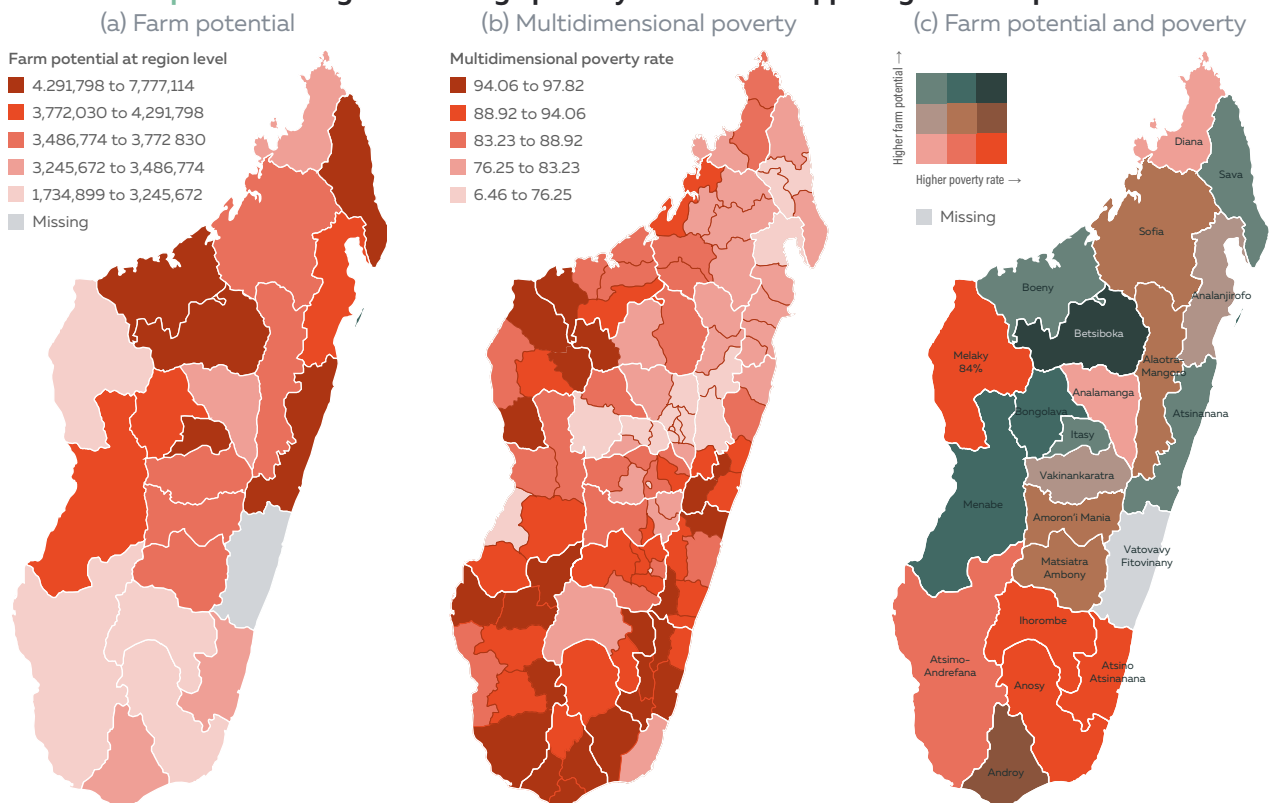 (a) Farm potential
Farm potential at region level
4.291,798 to 7,777,114
3,772,030 to 4,291,798
3,486,774 to 3,772 830
3,245,672 to 3,486,774
1,734,899 to 3,245,672
Missing
(b) Multidimensional poverty
Multidimensional poverty rate
94.06 to 97.82
88.92 to 94.06
83.23 to 88.92
76.25 to 83.23
6.46 to 76.25
(c) Farm potential and poverty
Higher farm potential →
Higher poverty rate →
Missing
Diana
Sava
Sofia
Boeny
Analanjirofo
Betsiboka
Melaky
84%
Alaotra-
Mangoro
Analamanga
Bongolava
Atsinanana
Itasy
Vakinankaratra
Menabe
Amoron'i Mania
Vatovavy
Fitovinany
Matsiatra
Ambony
Ihorombe
Atsimo-
Andrefana
Atsino
Atsinanana
Anosy
Androy